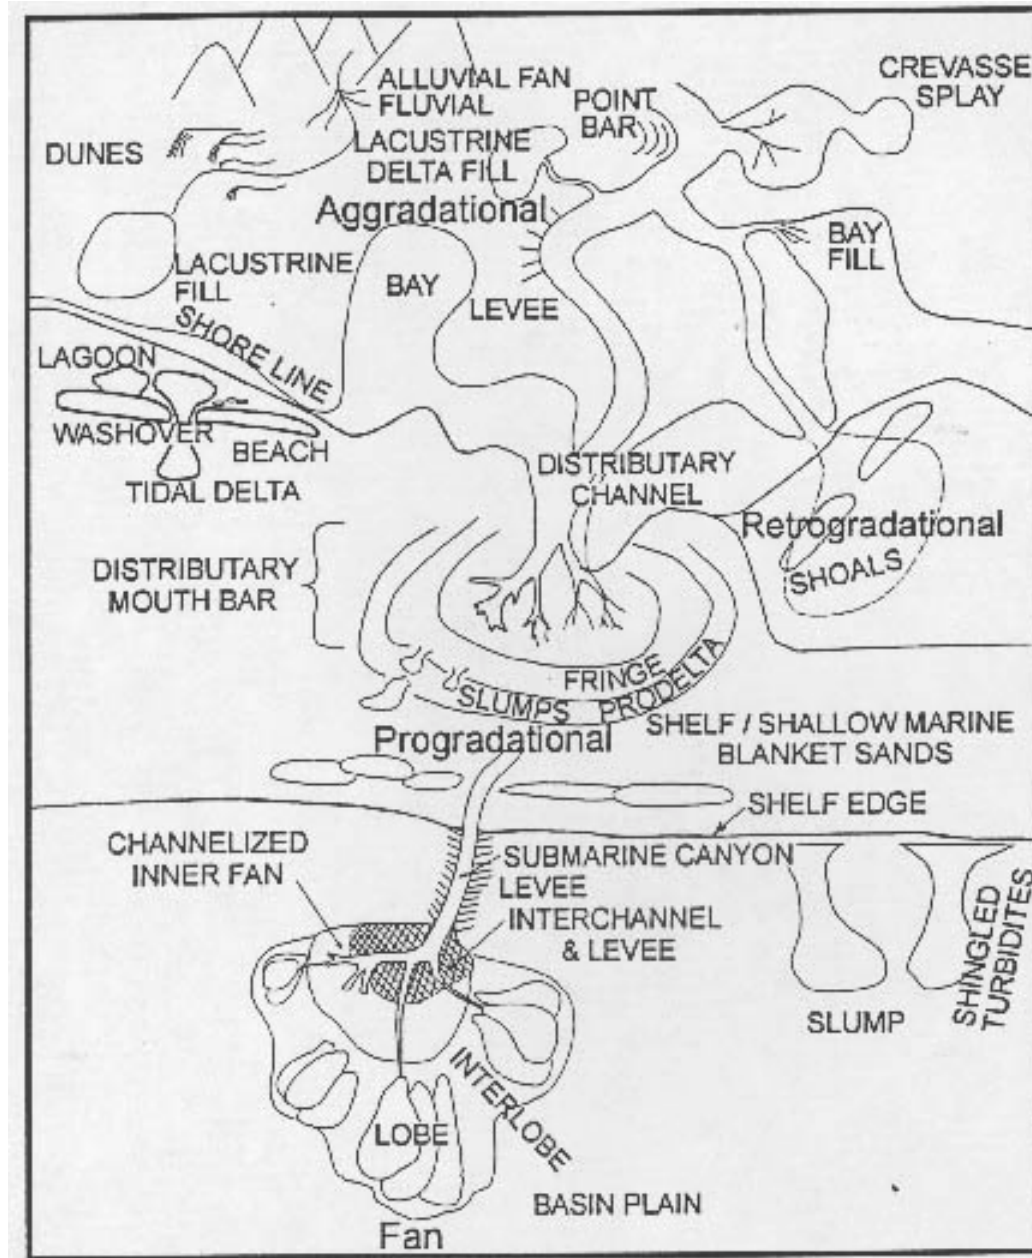 ALLUVIAL FAN
FLUVIAL
POINT
BAR
CREVASSE
SPLAY
DUNES
LACUSTRINE
DELTA FILL
Aggradational
BAY
FILL
LACUSTRINE
FILL
BAY
LEVEE
SHORE LINE
LAGOON
WASHOVER
BEACH
TIDAL DELTA
DISTRIBUTARY
CHANNEL
Retrogradational
SHOALS
DISTRIBUTARY
MOUTH BAR
FRINGE
SLUMPS
PRODELTA
Progradational
SHELF / SHALLOW MARINE
BLANKET SANDS
SHELF EDGE
CHANNELIZED
INNER FAN
SUBMARINE CANYON
LEVEE
INTERCHANNEL
& LEVEE
SLUMP
SHINGLED
TURBIDITES
LOBE
INTERLOBE
BASIN PLAIN
Fan